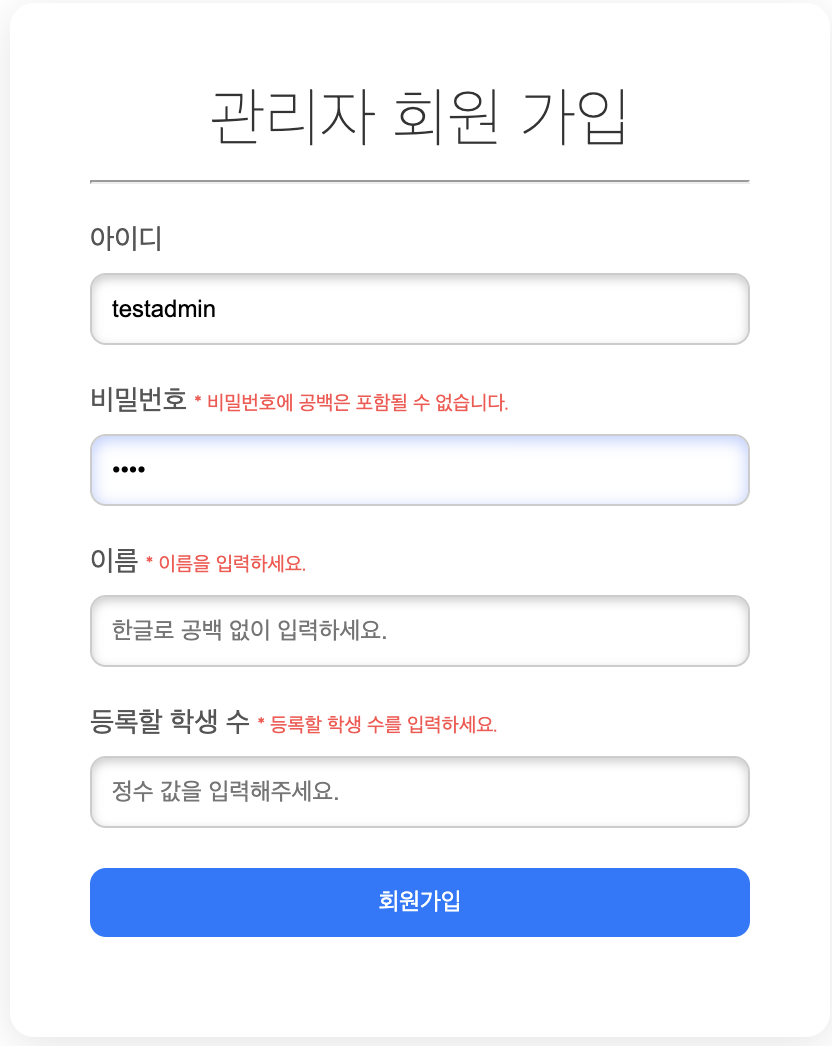 관리자 회원 가입
아이디
testadmin
비밀번호 * 비밀번호에 공백은 포함될 수 없습니다.
••••
이름 * 이름을 입력하세요.
한글로 공백 없이 입력하세요.
등록할 학생 수 * 등록할 학생 수를 입력하세요.
정수 값을 입력해주세요.
회원가입